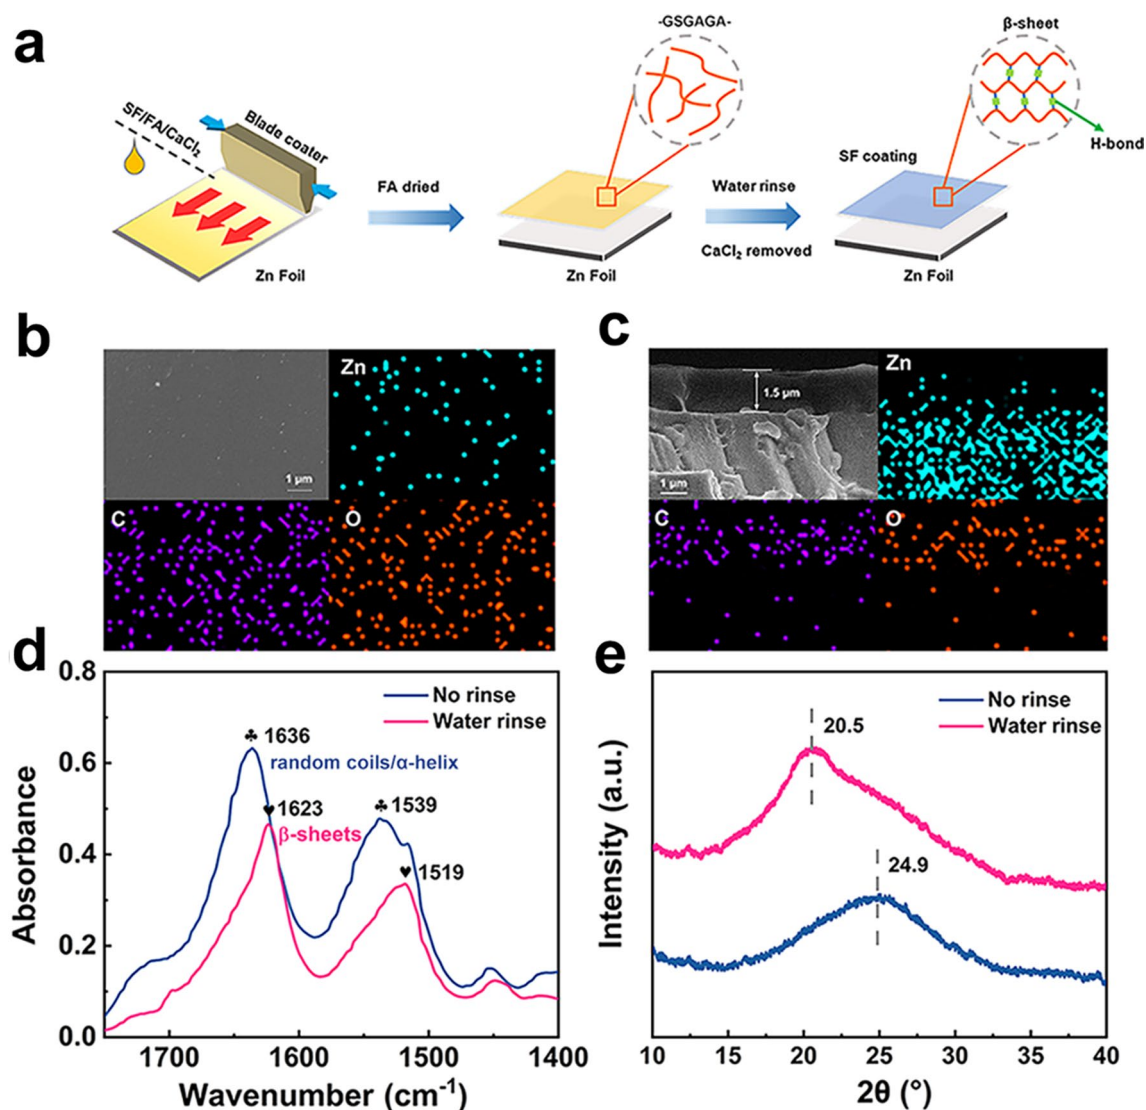 a
SF/FA/CaCl₂
Blade coater
Zn Foil
FA dried
-GSGAGA-
Zn Foil
Water rinse
CaCl₂ removed
β-sheet
H-bond
SF coating
Zn Foil
b
Zn
1 μm
C
O
c
1.5 μm
1 μm
Zn
C
O
d
No rinse
Water rinse
♣ 1636
random coils/α-helix
♥ 1623
β-sheets
♣ 1539
♥ 1519
0.8
0.6
0.4
0.2
0.0
Absorbance
1700 1600 1500 1400
Wavenumber (cm⁻¹)
e
No rinse
Water rinse
20.5
24.9
Intensity (a.u.)
10 15 20 25 30 35 40
2θ (°)